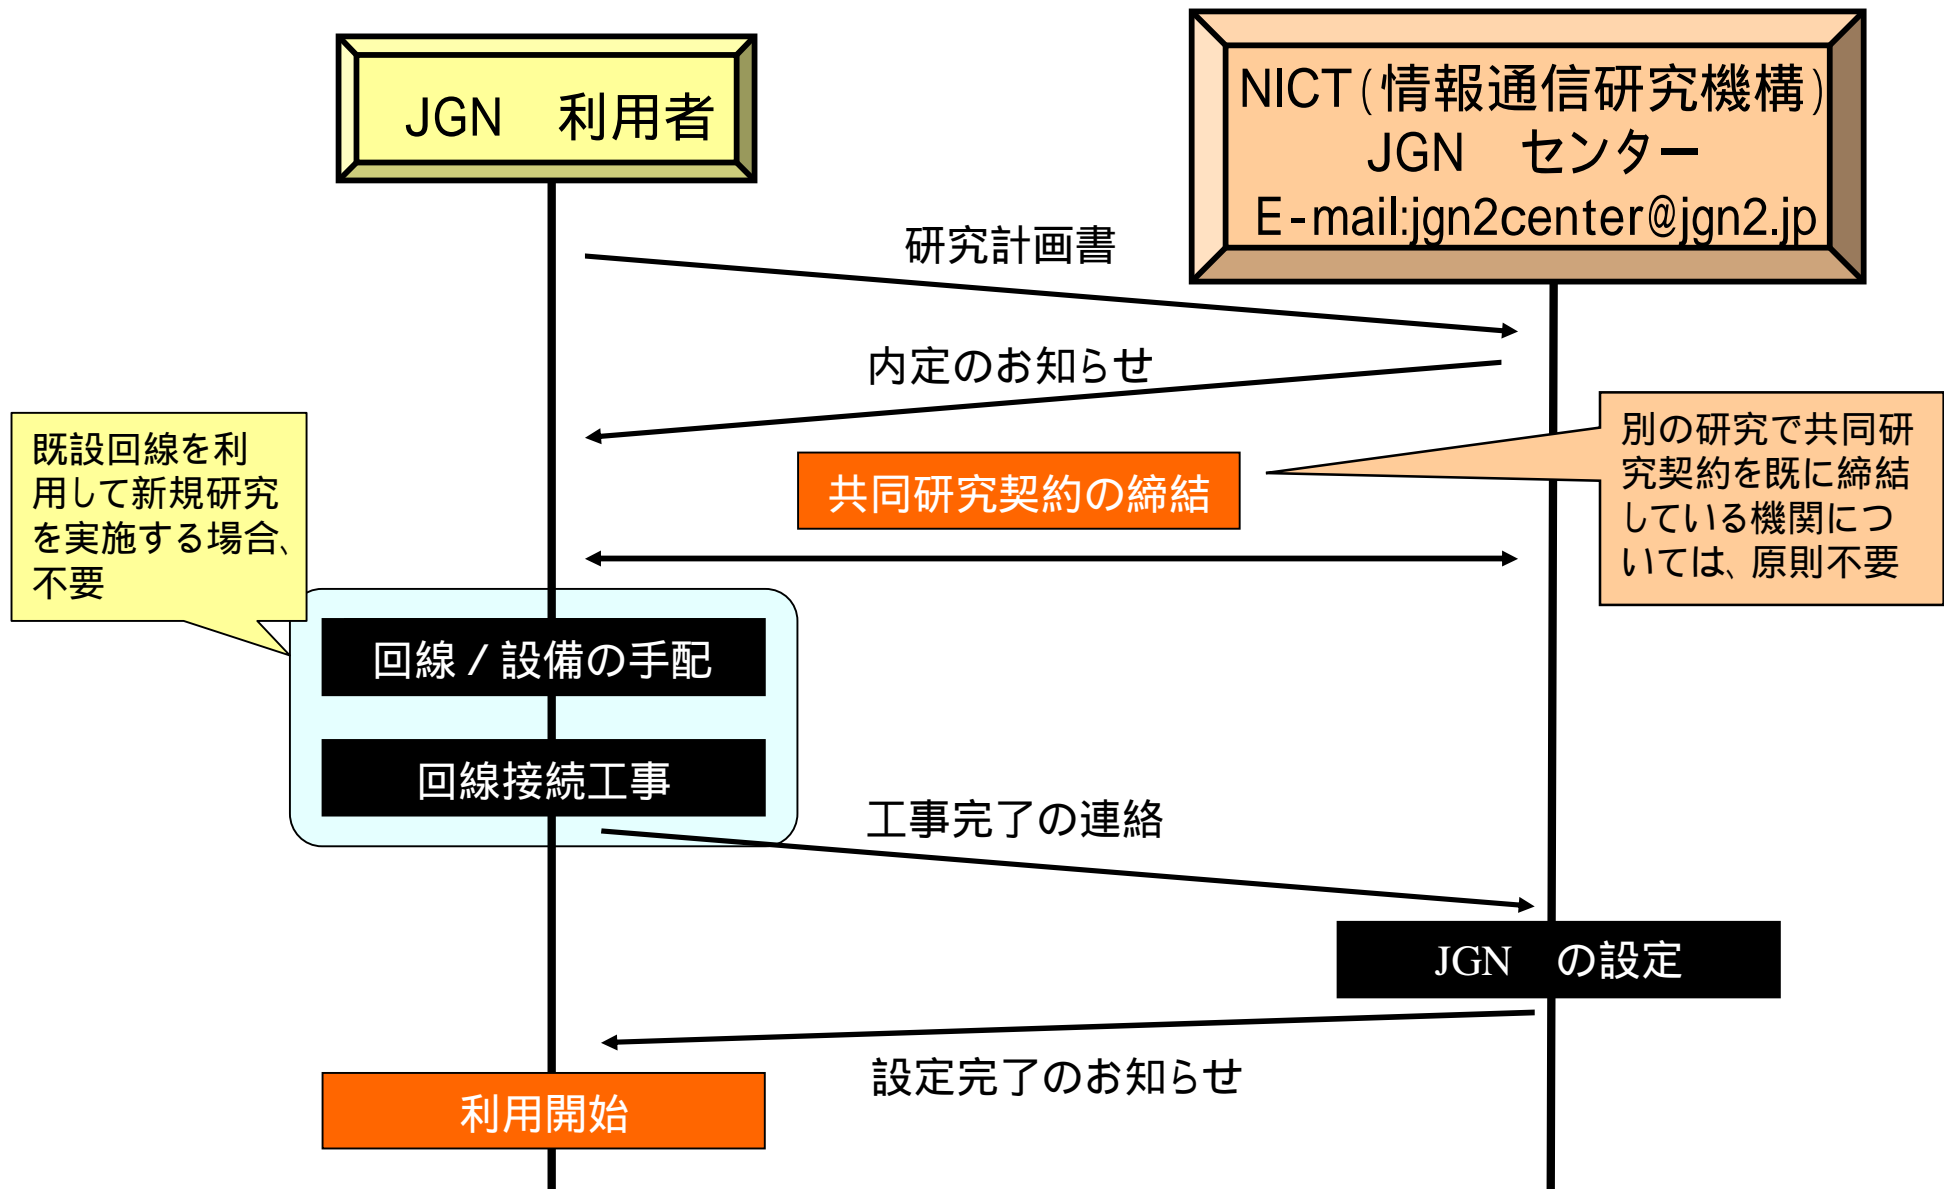 JGN 利用者
NICT(情報通信研究機構)
JGN センター
E-mail:jgn2center@jgn2.jp
研究計画書
内定のお知らせ
既設回線を利
用して新規研究
を実施する場合、
不要
共同研究契約の締結
別の研究で共同研
究契約を既に締結
している機関につ
いては、原則不要
回線/設備の手配
回線接続工事
工事完了の連絡
JGN の設定
設定完了のお知らせ
利用開始